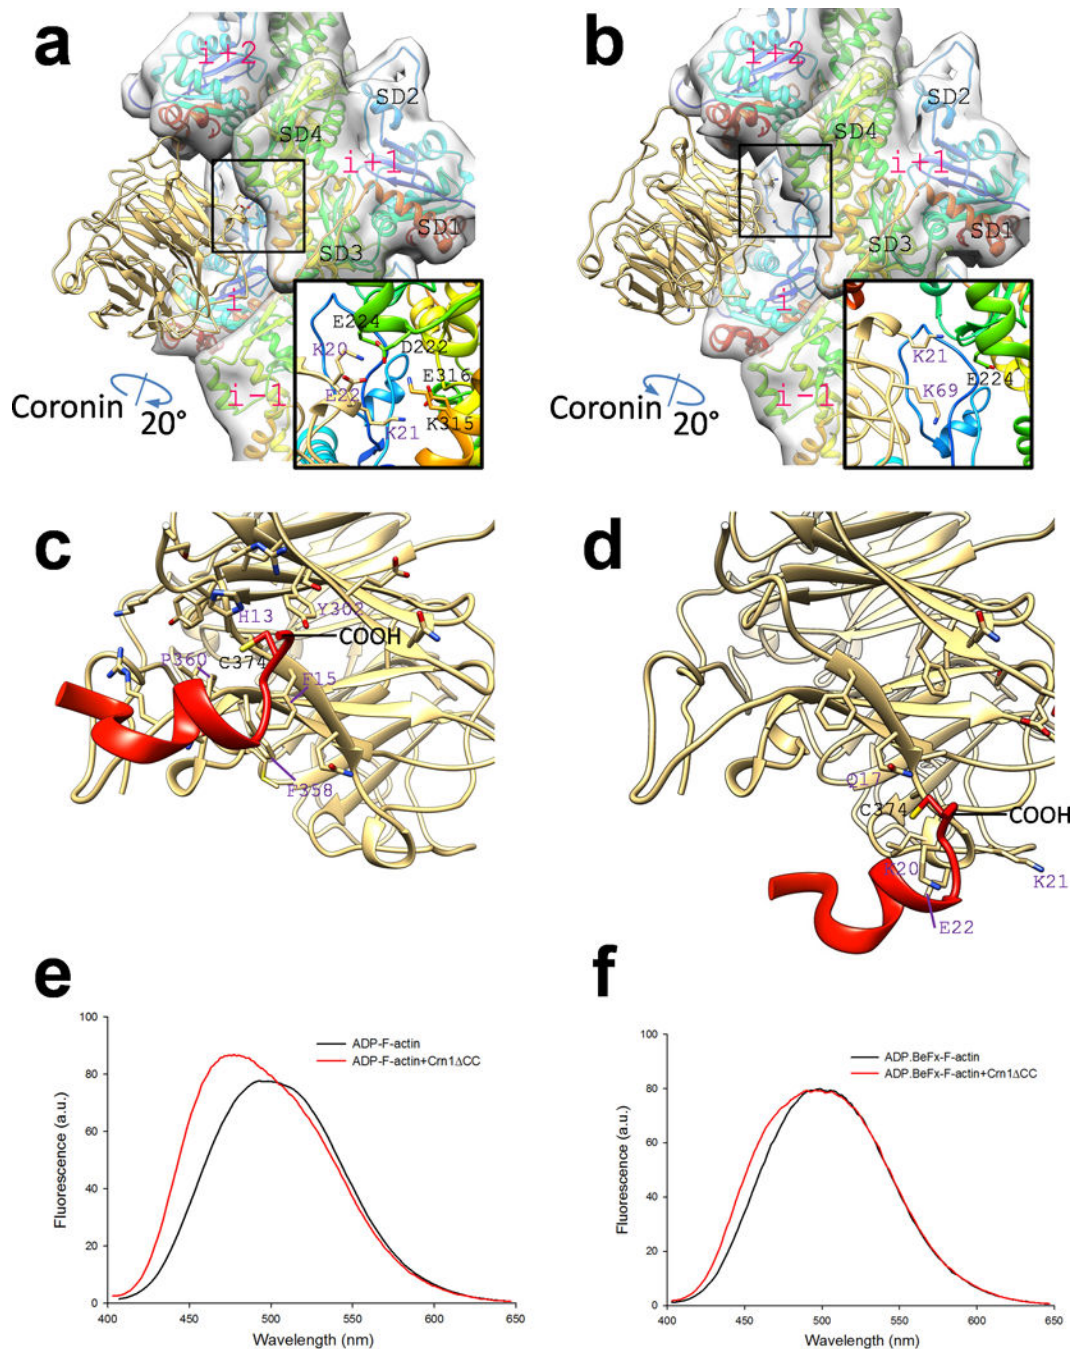 a
i+2
SD2
SD4
i+1
SD1
SD3
i
i-1
Coronin
20°
E224
K20
D222
E316
E22
K21
K315
b
i+2
SD2
SD4
i+1
SD1
SD3
i
i-1
Coronin
20°
K21
K69
E224
c
H13
Y302
COOH
C374
P360
F15
F358
d
Q17
C374
COOH
K20
K21
E22
e
100
80
60
40
20
0
Fluorescence (a.u.)
ADP-F-actin
ADP-F-actin+Crn1ΔCC
400 450 500 550 600 650
Wavelength (nm)
f
100
80
60
40
20
0
Fluorescence (a.u.)
ADP.BeFx-F-actin
ADP.BeFx-F-actin+Crn1ΔCC
400 450 500 550 600 650
Wavelength (nm)